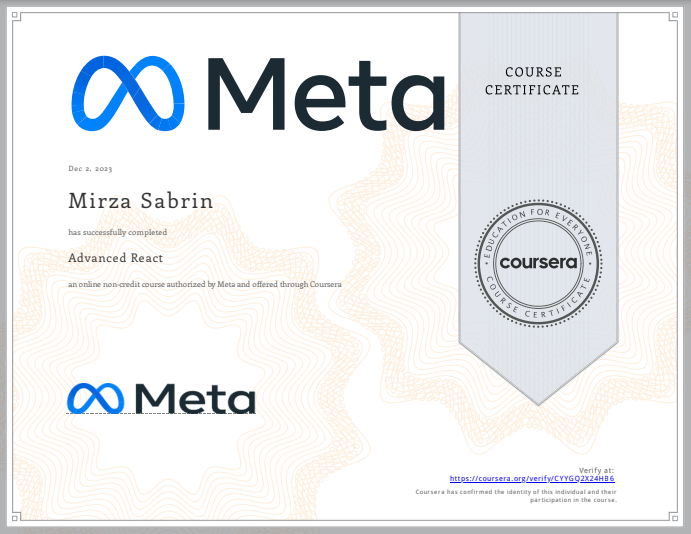 Meta
COURSE
CERTIFICATE
Dec 2, 2023
Mirza Sabrin
has successfully completed
Advanced React
an online non-credit course authorized by Meta and offered through Coursera
EDUCATION FOR EVERYONE
coursera
COURSE CERTIFICATE
Meta
Verify at:
https://coursera.org/verify/CYYGQ2X24HB6
Coursera has confirmed the identity of this individual and their
participation in the course.